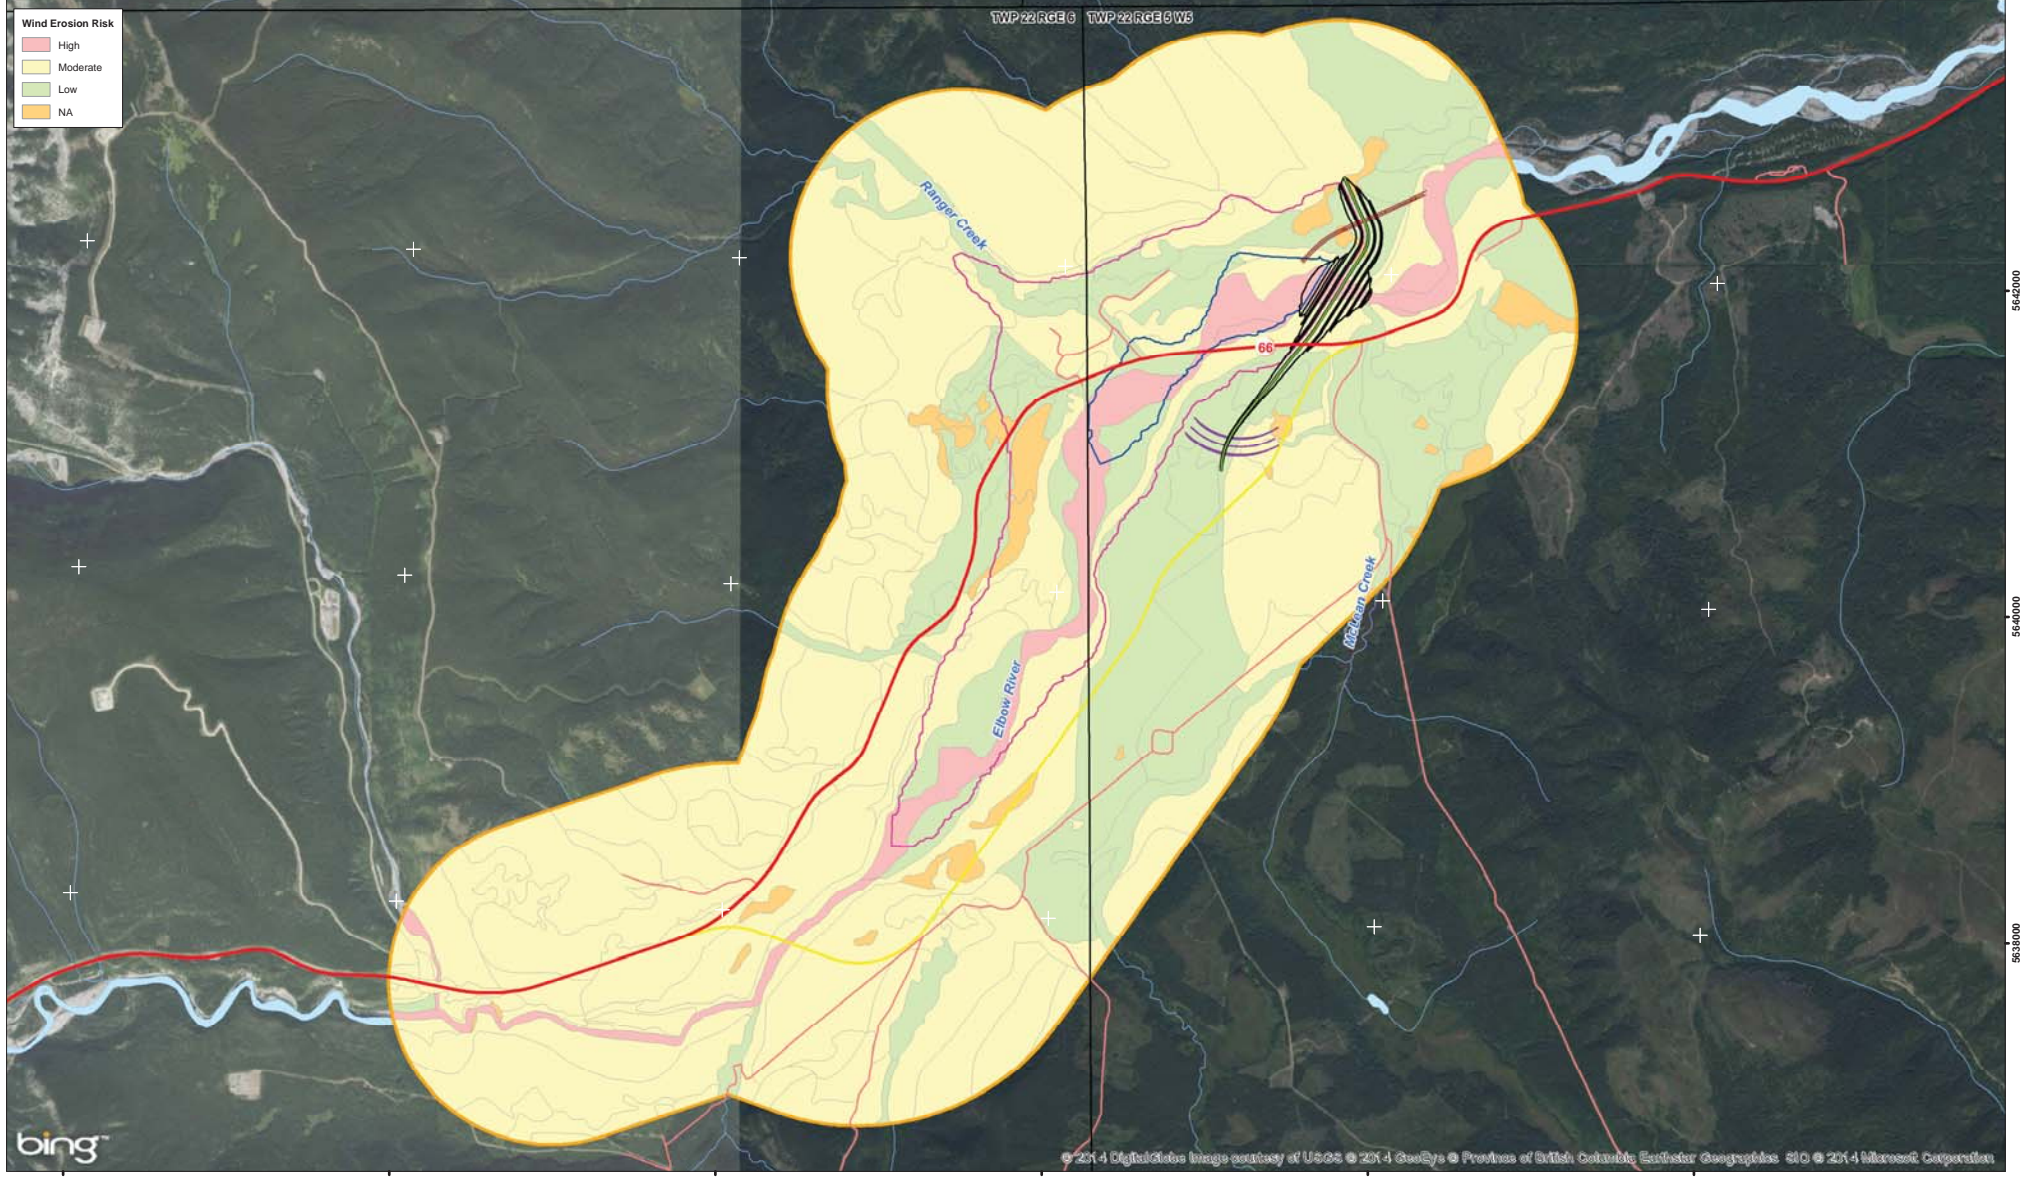 Wind Erosion Risk
High
Moderate
Low
NA
TWP 22 RGE 6
TWP 22 RGE 5 W5
Ranger Creek
66
5642000
McLean Creek
5640000
Elbow River
5638000
bing™
© 2014 DigitalGlobe Image courtesy of USGS © 2014 GeoEye © Province of British Columbia Earthstar Geographics SIO © 2014 Microsoft Corporation